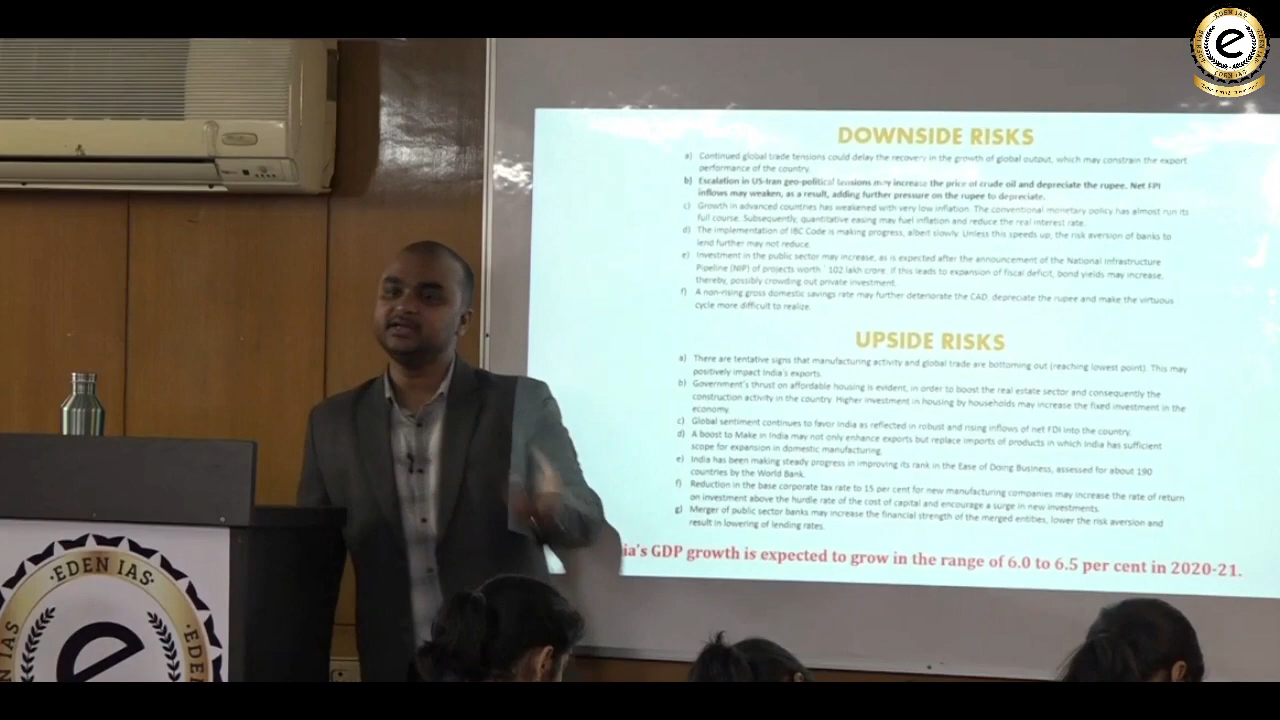 ·EDEN IAS·
e
EDEN IAS
DOWNSIDE RISKS
a) Continued global trade tensions could delay the recovery in the growth of global output, which may constrain the export
performance of the country.
b) Escalation in US-Iran geo-political tensions may increase the price of crude oil and depreciate the rupee. Net FPI
inflows may weaken, as a result, adding further pressure on the rupee to depreciate.
c) Growth in advanced countries has weakened with very low inflation. The conventional monetary policy has almost run its
full course. Subsequently, quantitative easing may fuel inflation and reduce the real interest rate.
d) The implementation of IBC Code is making progress, albeit slowly. Unless this speeds up, the risk aversion of banks to
lend further may not reduce.
e) Investment in the public sector may increase, as is expected after the announcement of the National Infrastructure
Pipeline (NIP) of projects worth ` 102 lakh crore. If this leads to expansion of fiscal deficit, bond yields may increase,
thereby, possibly crowding out private investment.
f) A non-rising gross domestic savings rate may further deteriorate the CAD, depreciate the rupee and make the virtuous
cycle more difficult to realize.
UPSIDE RISKS
a) There are tentative signs that manufacturing activity and global trade are bottoming out (reaching lowest point). This may
positively impact India's exports.
b) Government's thrust on affordable housing is evident, in order to boost the real estate sector and consequently the
construction activity in the country. Higher investment in housing by households may increase the fixed investment in the
economy.
c) Global sentiment continues to favor India as reflected in robust and rising inflows of net FDI into the country.
d) A boost to Make in India may not only enhance exports but replace imports of products in which India has sufficient
scope for expansion in domestic manufacturing.
e) India has been making steady progress in improving its rank in the Ease of Doing Business, assessed for about 190
countries by the World Bank.
f) Reduction in the base corporate tax rate to 15 per cent for new manufacturing companies may increase the rate of return
on investment above the hurdle rate of the cost of capital and encourage a surge in new investments.
g) Merger of public sector banks may increase the financial strength of the merged entities, lower the risk aversion and
result in lowering of lending rates.
ia's GDP growth is expected to grow in the range of 6.0 to 6.5 per cent in 2020-21.
·EDEN IAS·
e